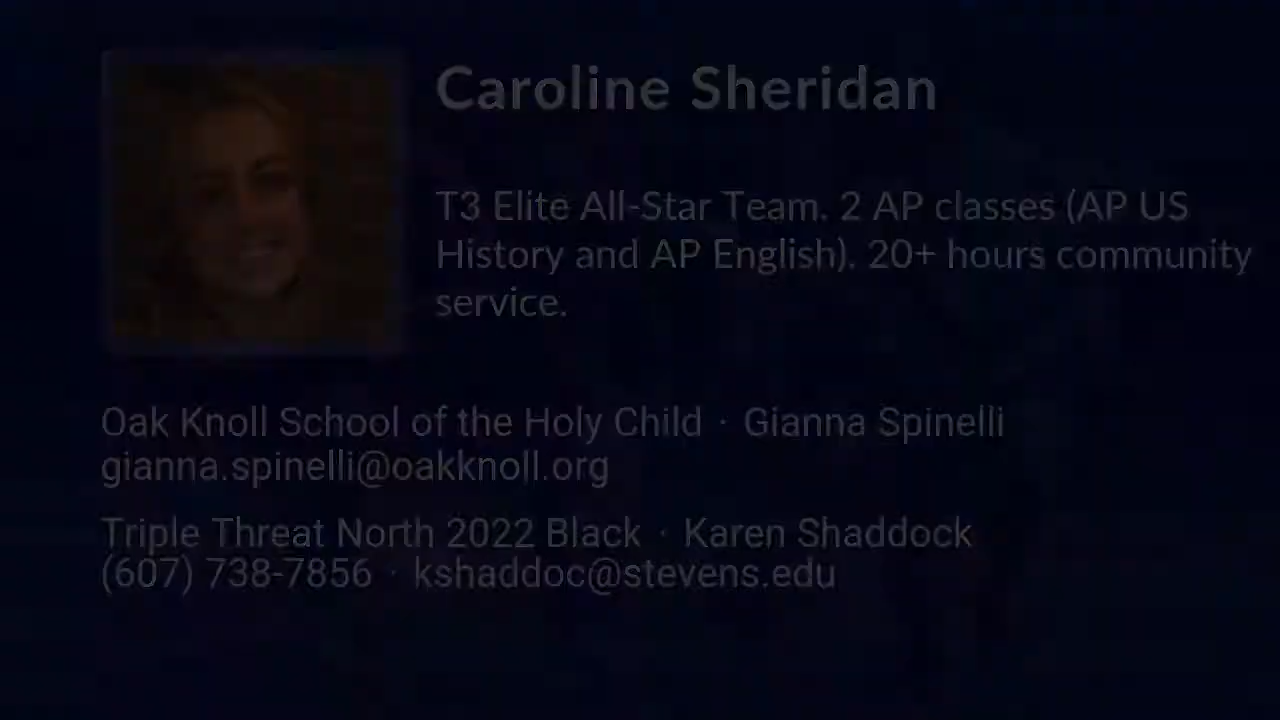 Caroline Sheridan
T3 Elite All-Star Team. 2 AP classes (AP US
History and AP English). 20+ hours community
service.
Oak Knoll School of the Holy Child · Gianna Spinelli
gianna.spinelli@oakknoll.org
Triple Threat North 2022 Black · Karen Shaddock
(607) 738-7856 · kshaddoc@stevens.edu